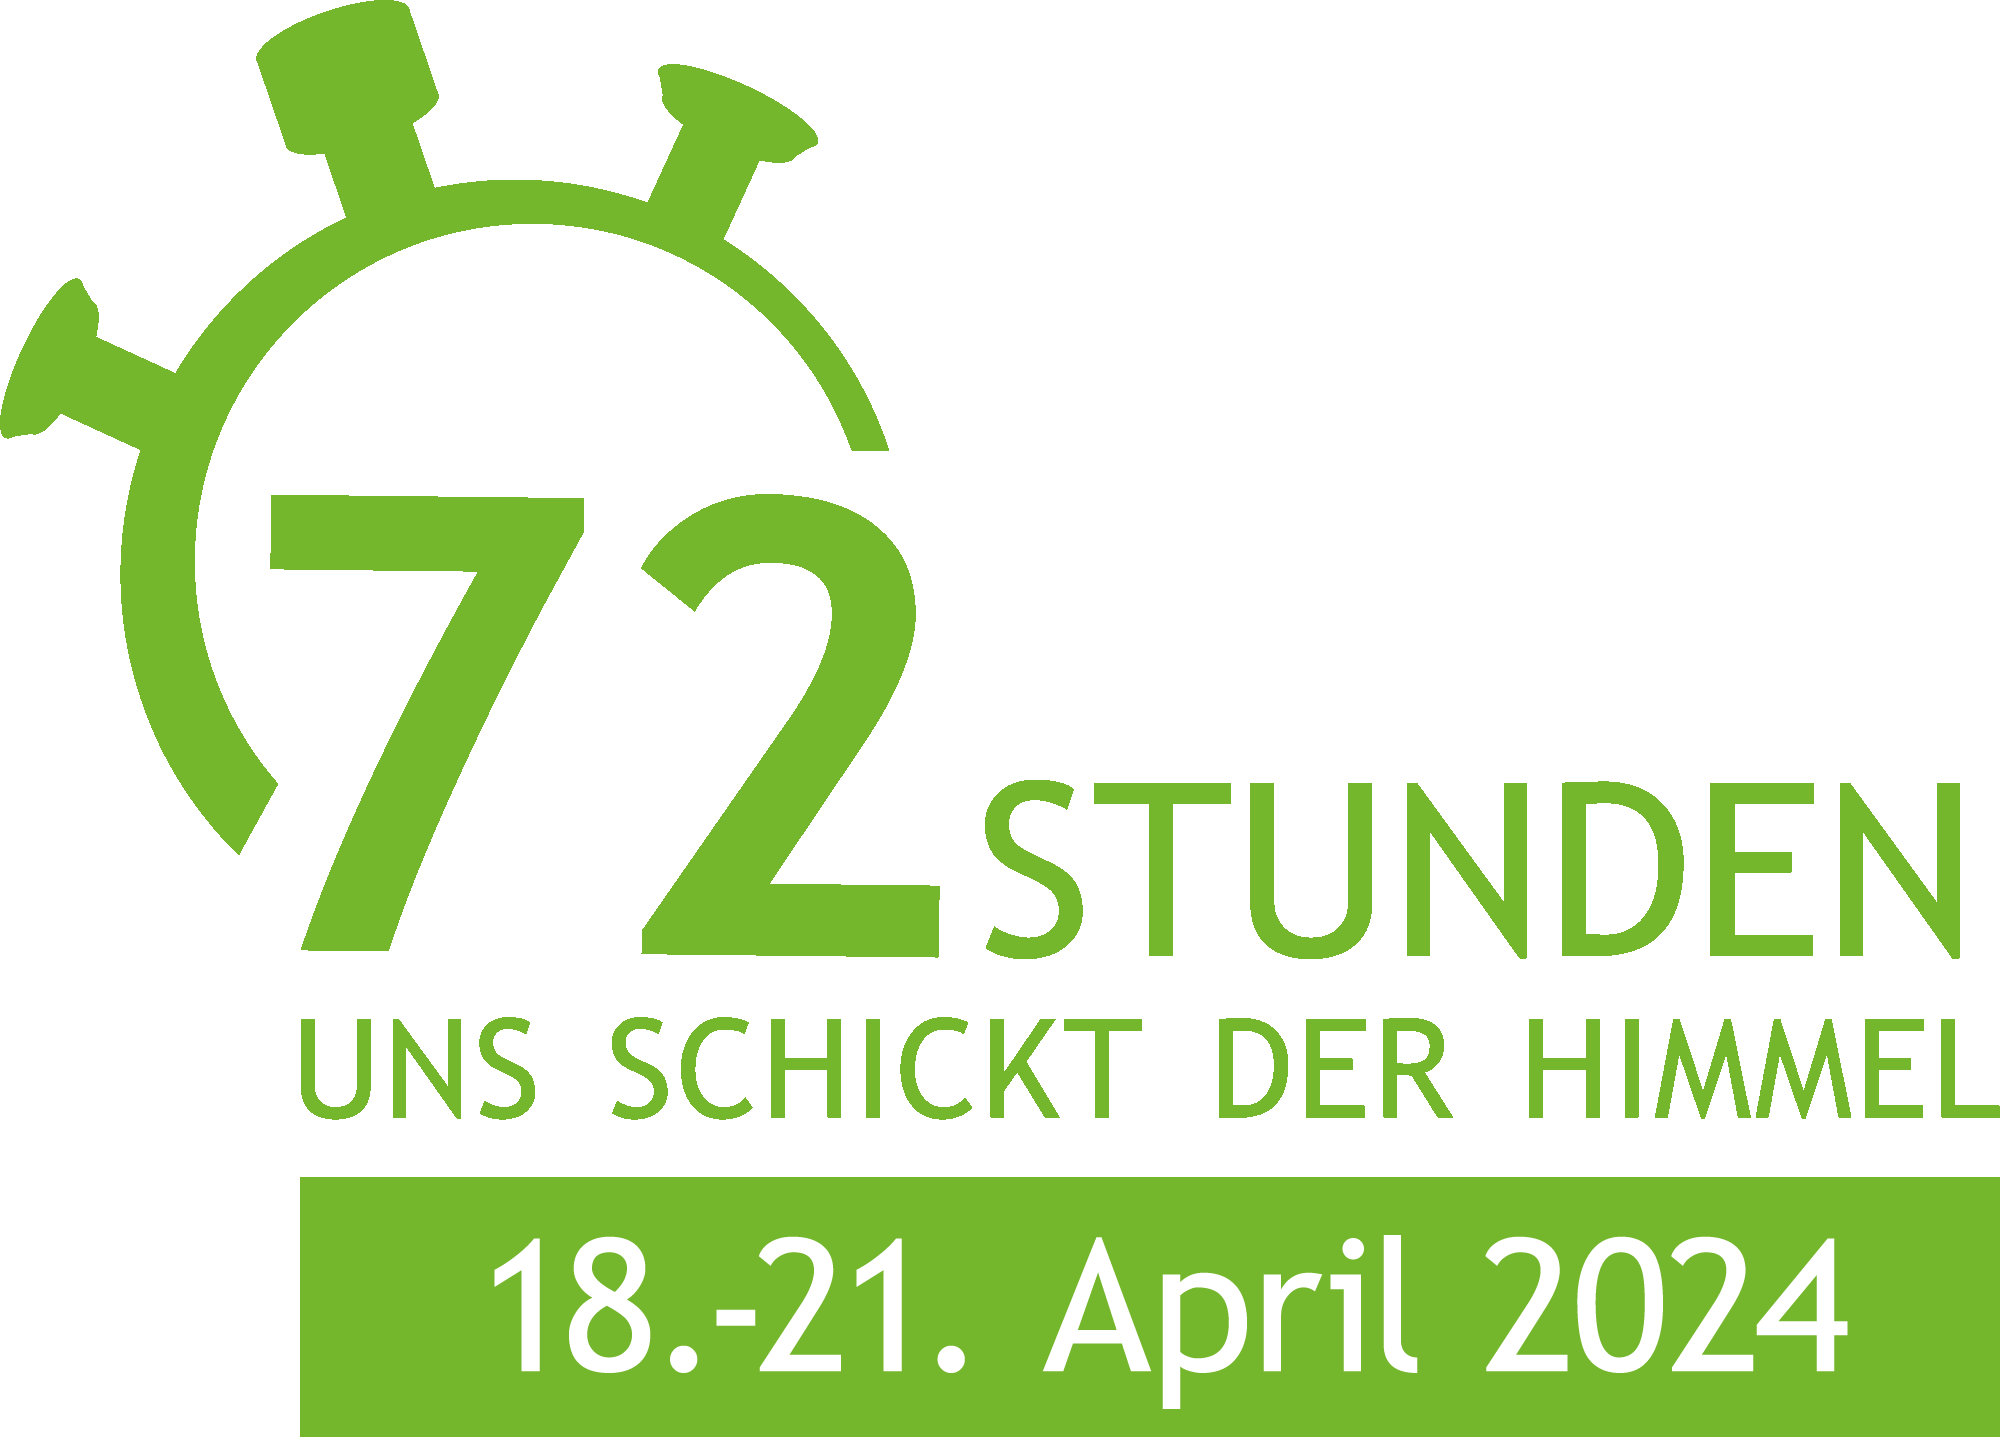 72 STUNDEN
UNS SCHICKT DER HIMMEL
18.-21. April 2024